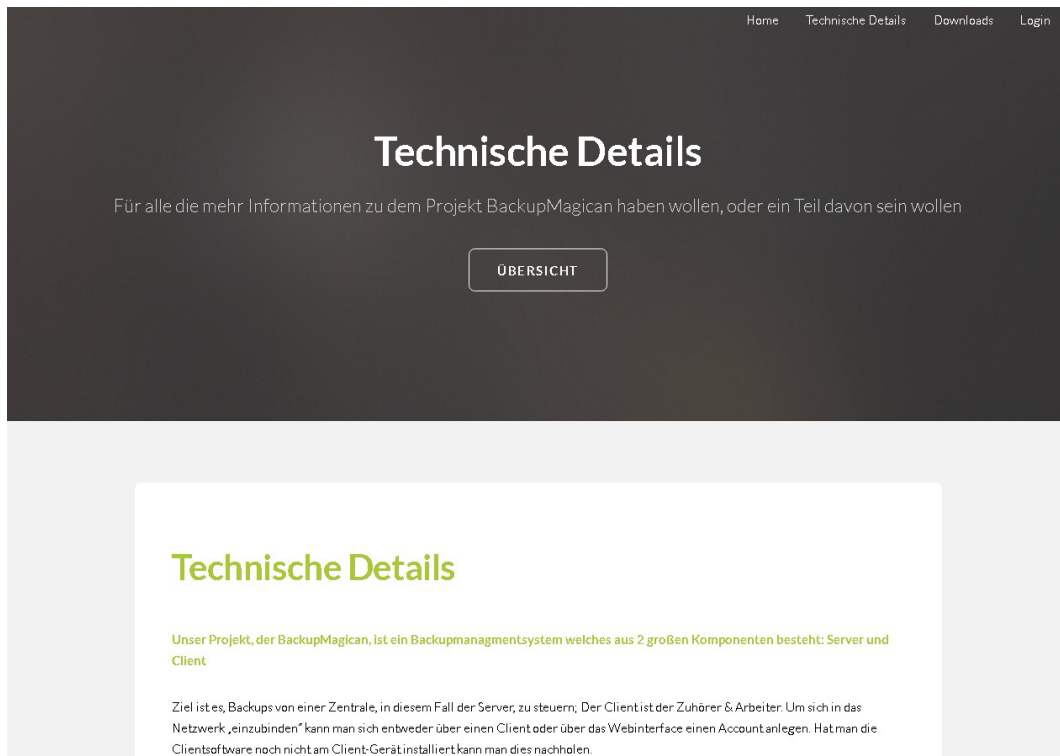 Home Technische Details Downloads Login
Technische Details
Für alle die mehr Informationen zu dem Projekt BackupMagican haben wollen, oder ein Teil davon sein wollen
ÜBERSICHT
Technische Details
Unser Projekt, der BackupMagican, ist ein Backupmanagmentsystem welches aus 2 großen Komponenten besteht: Server und
Client
Ziel ist es, Backups von einer Zentrale, in diesem Fall der Server, zu steuern; Der Client ist der Zuhörer & Arbeiter. Um sich in das
Netzwerk „einzubinden“ kann man sich entweder über einen Client oder über das Webinterface einen Account anlegen. Hat man die
Clientsoftware noch nicht am Client-Gerät installiert kann man dies nachholen.